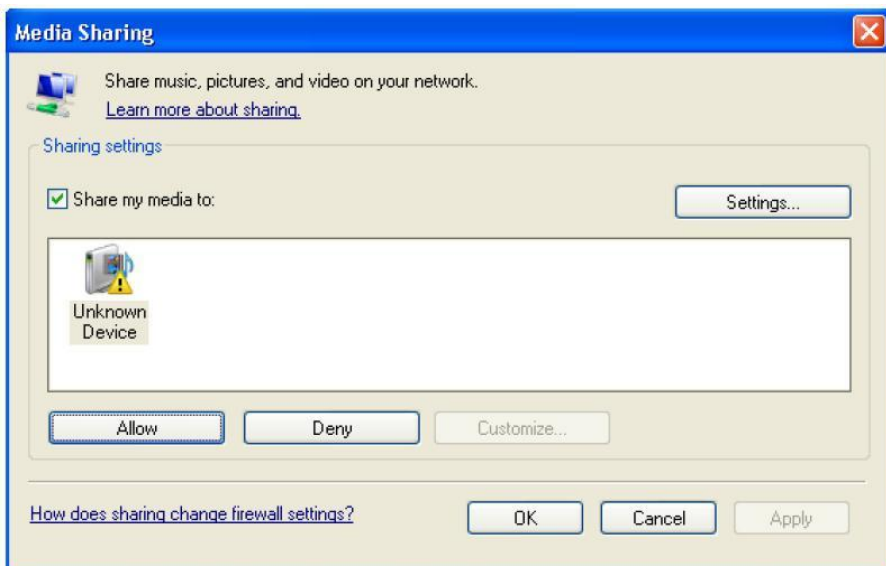 Media Sharing
Share music, pictures, and video on your network.
Learn more about sharing.
Sharing settings
Share my media to:
Settings...
Unknown
Device
Allow
Deny
Customize...
How does sharing change firewall settings?
OK
Cancel
Apply